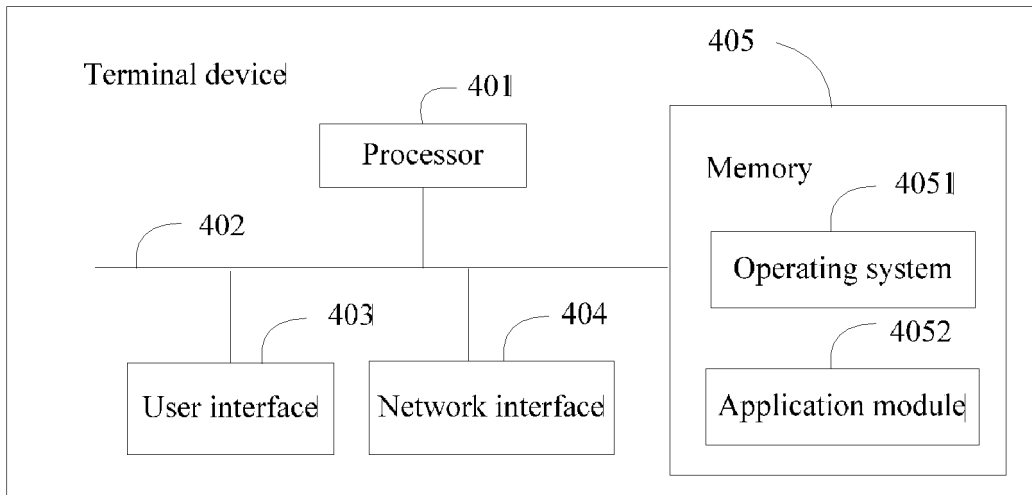 405
Terminal device
401
Processor
Memory
4051
402
Operating system
403
404
4052
User interface
Network interface
Application module